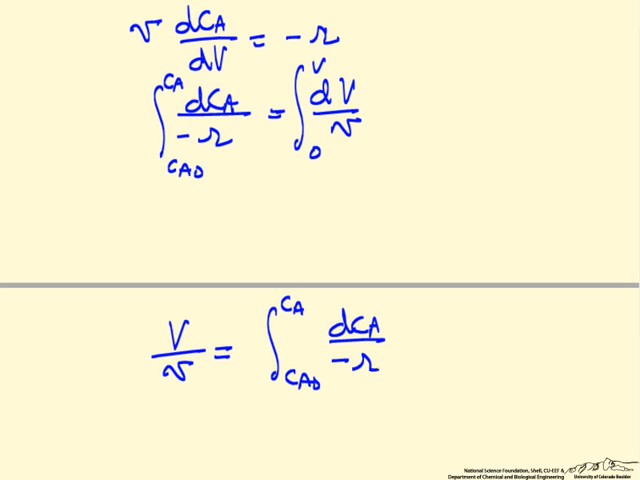 v dCA/dV = -r
∫_{CA0}^{CA} dCA/-r = ∫_0^V dV/v
V/v = ∫_{CA0}^{CA} dCA/-r
National Science Foundation, Shell, CU-EEF &
Department of Chemical and Biological Engineering University of Colorado Boulder